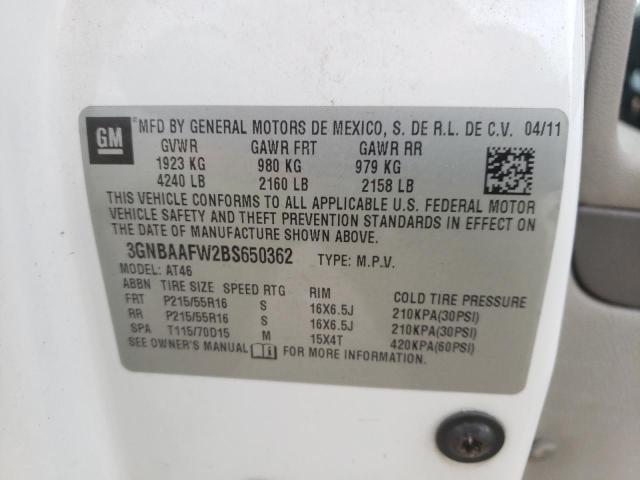 GM ®MFD BY GENERAL MOTORS DE MEXICO, S. DE R.L. DE C.V. 04/11
GVWR GAWR FRT GAWR RR
1923 KG 980 KG 979 KG
4240 LB 2160 LB 2158 LB
THIS VEHICLE CONFORMS TO ALL APPLICABLE U.S. FEDERAL MOTOR
VEHICLE SAFETY AND THEFT PREVENTION STANDARDS IN EFFECT ON
THE DATE OF MANUFACTURE SHOWN ABOVE.
3GNBAAFW2BS650362 TYPE: M.P.V.
MODEL: AT46
ABBN TIRE SIZE SPEED RTG RIM COLD TIRE PRESSURE
FRT P215/55R16 S 16X6.5J 210KPA(30PSI)
RR P215/55R16 S 16X6.5J 210KPA(30PSI)
SPA T115/70D15 M 15X4T 420KPA(60PSI)
SEE OWNER'S MANUAL FOR MORE INFORMATION.